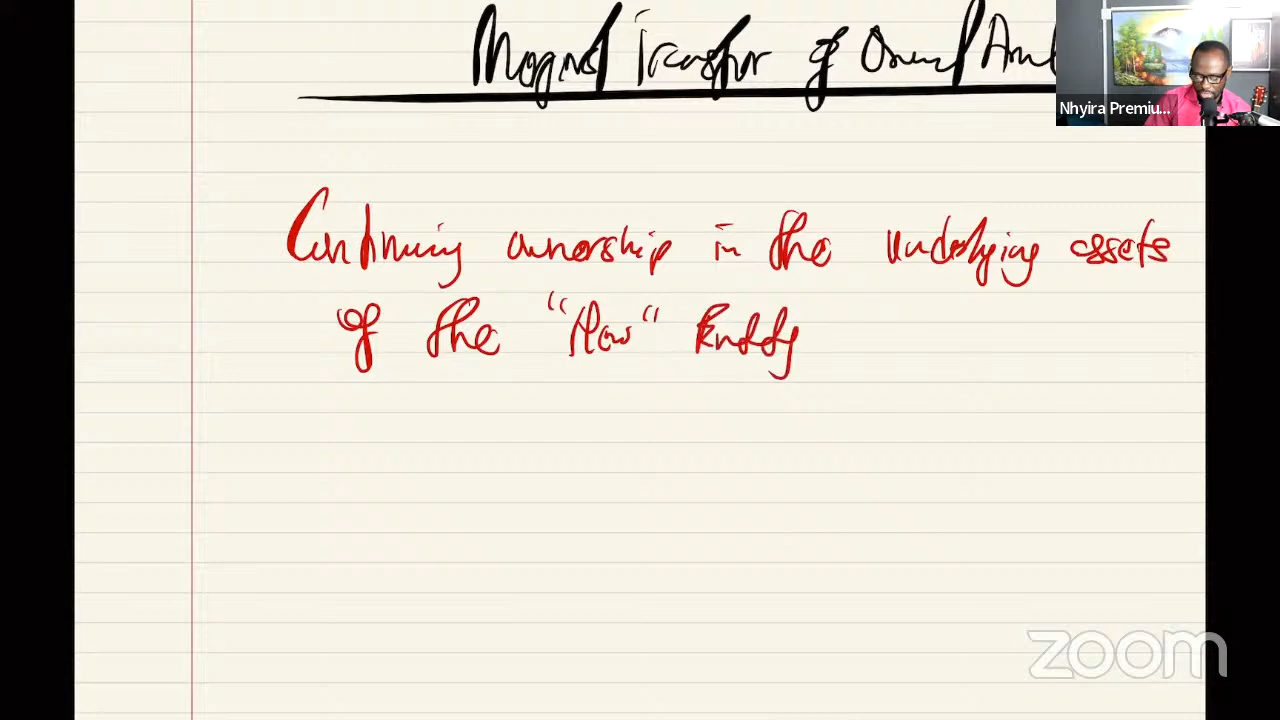 Transfer of
Nhyira Premiu...
Continuing ownership in the underlying assets
of the "New" Entity
zoom